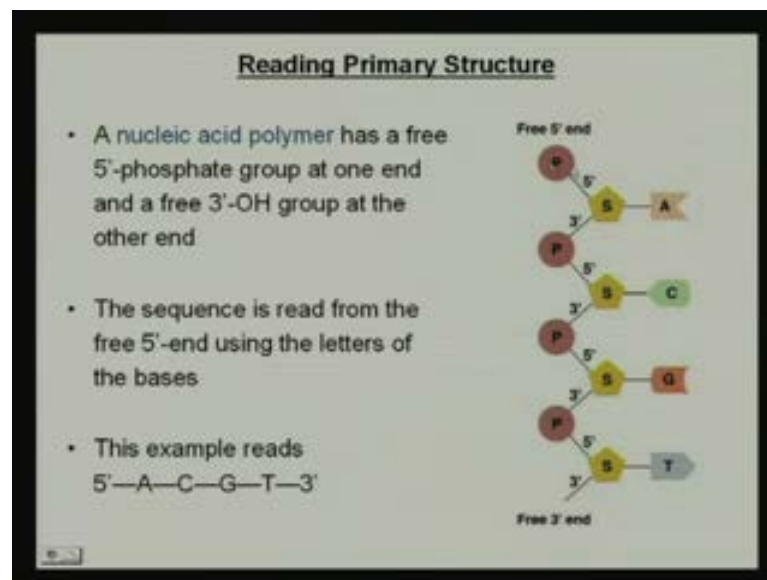 Reading Primary Structure
• A nucleic acid polymer has a free
5'-phosphate group at one end
and a free 3'-OH group at the
other end
• The sequence is read from the
free 5'-end using the letters of
the bases
• This example reads
5'—A—C—G—T—3'
Free 5' end
P
5'
S
A
3'
P
5'
S
C
3'
P
5'
S
G
3'
P
5'
S
T
3'
Free 3' end